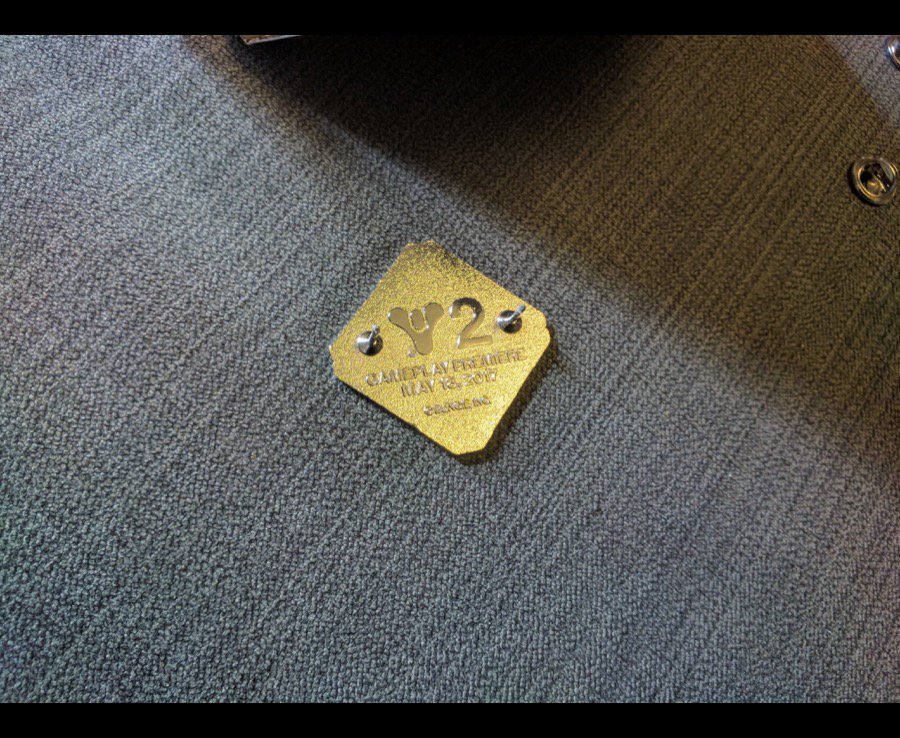 2
GAMEPLAY PREMIERE
MAY 18, 2017
© BUNGIE, INC.